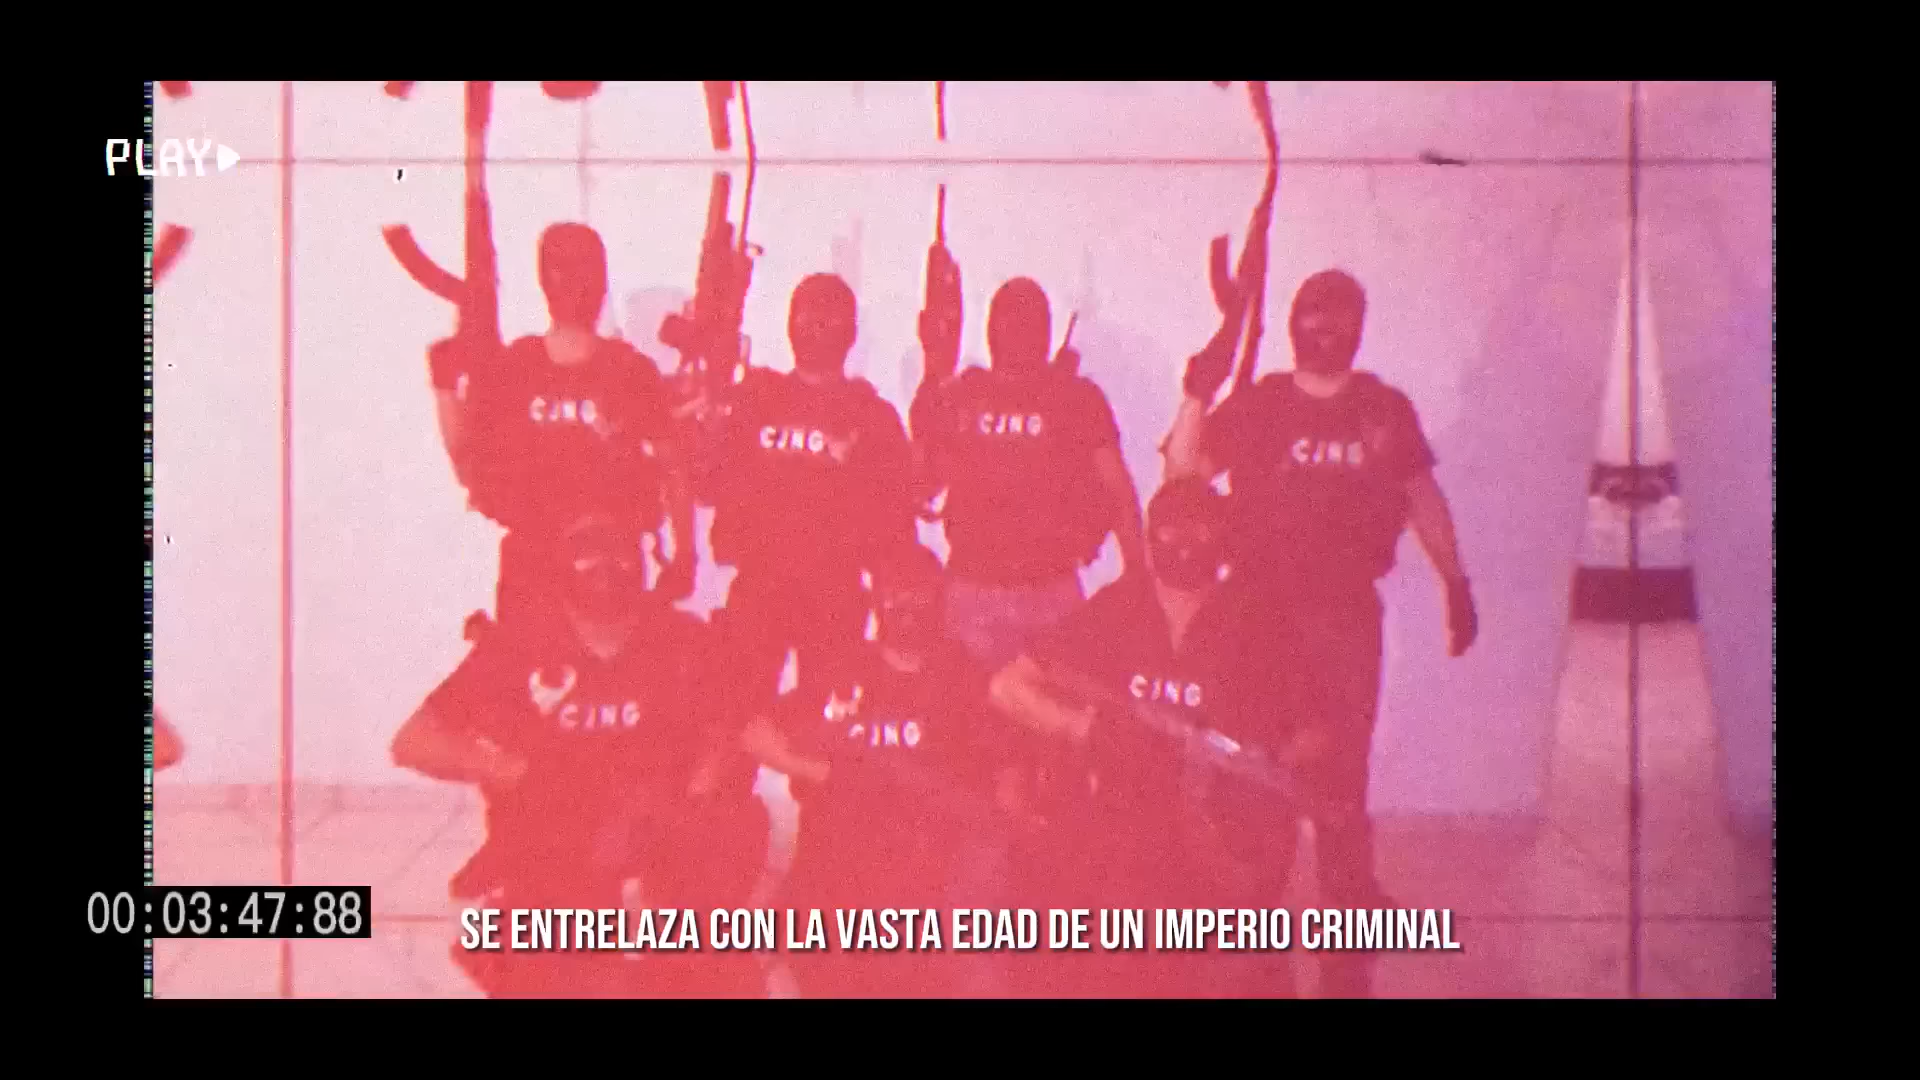 PLAY
CJNG
CJNG
CJNG
CJNG
CJNG
CJNG
CJNG
00:03:47:88
SE ENTRELAZA CON LA VASTA EDAD DE UN IMPERIO CRIMINAL